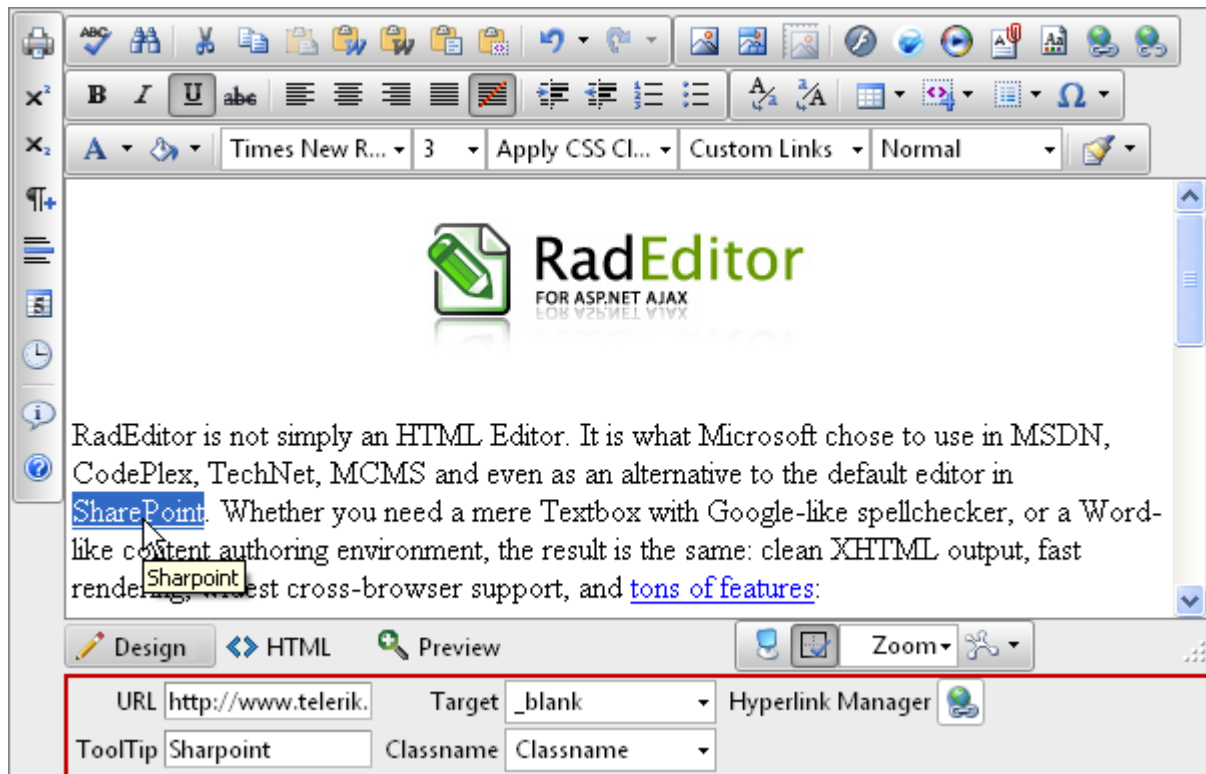 ABC
B I U abc
A Times New R... 3 Apply CSS Cl... Custom Links Normal
RadEditor
FOR ASP.NET AJAX
RadEditor is not simply an HTML Editor. It is what Microsoft chose to use in MSDN,
CodePlex, TechNet, MCMS and even as an alternative to the default editor in
SharePoint. Whether you need a mere Textbox with Google-like spellchecker, or a Word-
like content authoring environment, the result is the same: clean XHTML output, fast
Sharpoint
cross-browser support, and tons of features:
Design HTML Preview Zoom
URL http://www.telerik. Target _blank Hyperlink Manager
ToolTip Sharpoint Classname Classname